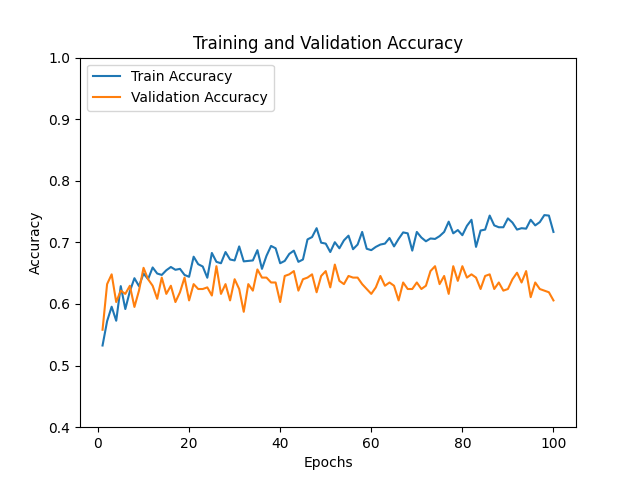 Training and Validation Accuracy
Train Accuracy
Validation Accuracy
1.0
0.9
0.8
0.7
0.6
0.5
0.4
Accuracy
0 20 40 60 80 100
Epochs